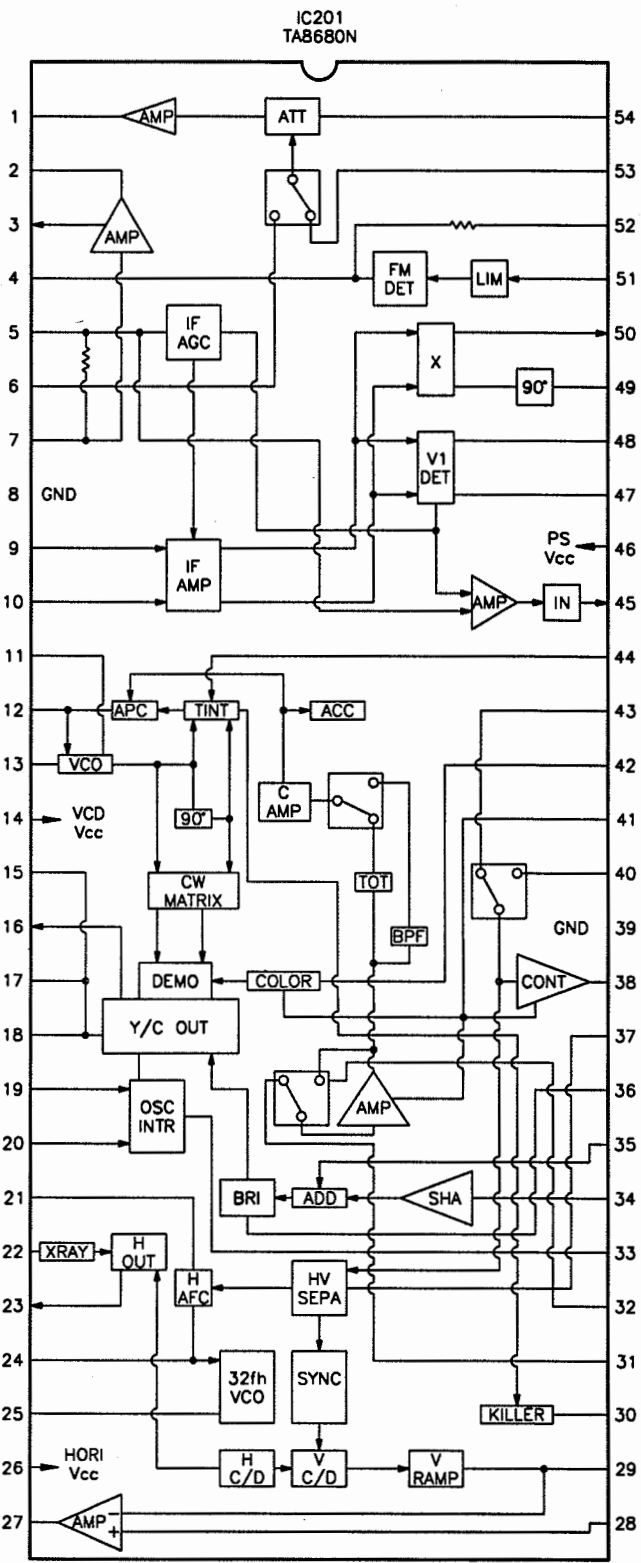 IC201
TA8680N
1 AMP ATT 54
2 53
3 AMP 52
4 FM DET LIM 51
5 IF AGC 50
X
6 90° 49
7 48
V1 DET
8 GND 47
9 IF AMP PS Vcc 46
10 AMP IN 45
11 44
12 APC TINT ACC 43
13 VCO 42
C AMP
14 VCD Vcc 90° 41
15 TOT 40
CW MATRIX
16 BPF GND 39
17 DEMO COLOR CONT 38
18 Y/C OUT 37
19 OSC INTR 36
AMP
20 35
21 BRI ADD SHA 34
22 XRAY H OUT 33
H AFC HV SEPA
23 32
24 32fh VCO SYNC 31
25 KILLER 30
26 HORI Vcc H C/D V C/D V RAMP 29
27 AMP − + 28